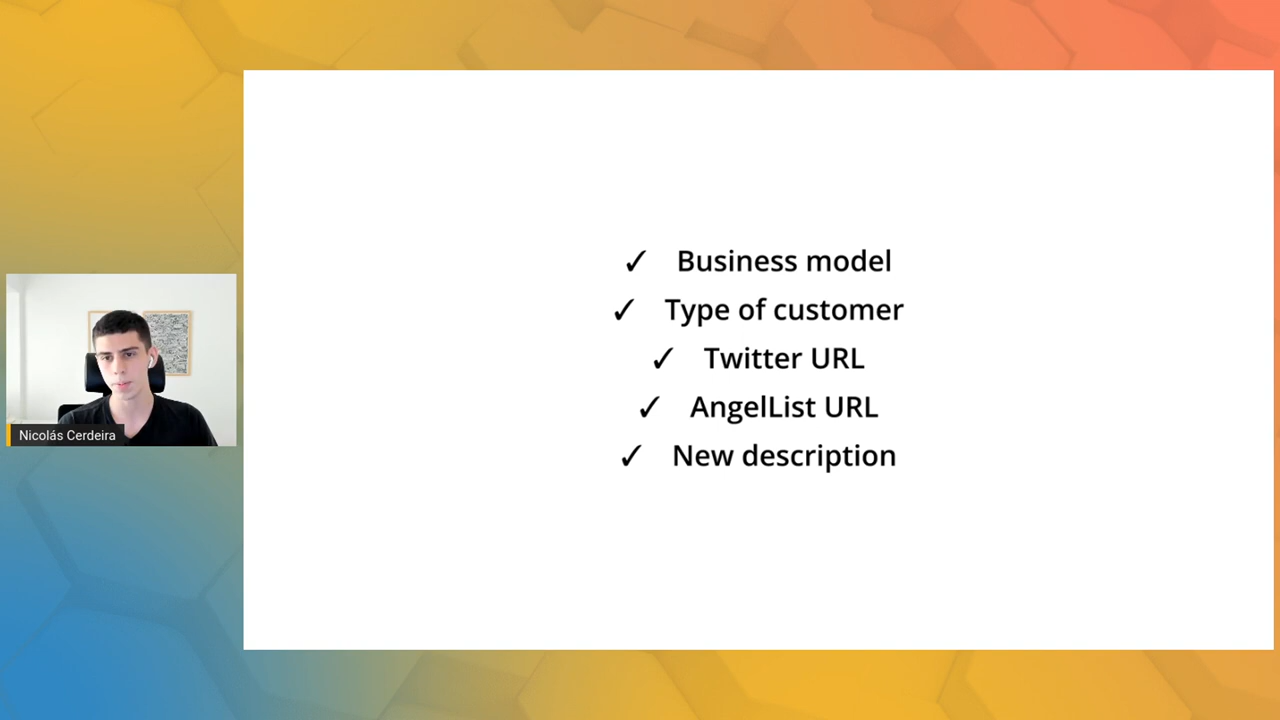 ✓ Business model
✓ Type of customer
✓ Twitter URL
✓ AngelList URL
✓ New description
Nicolás Cerdeira